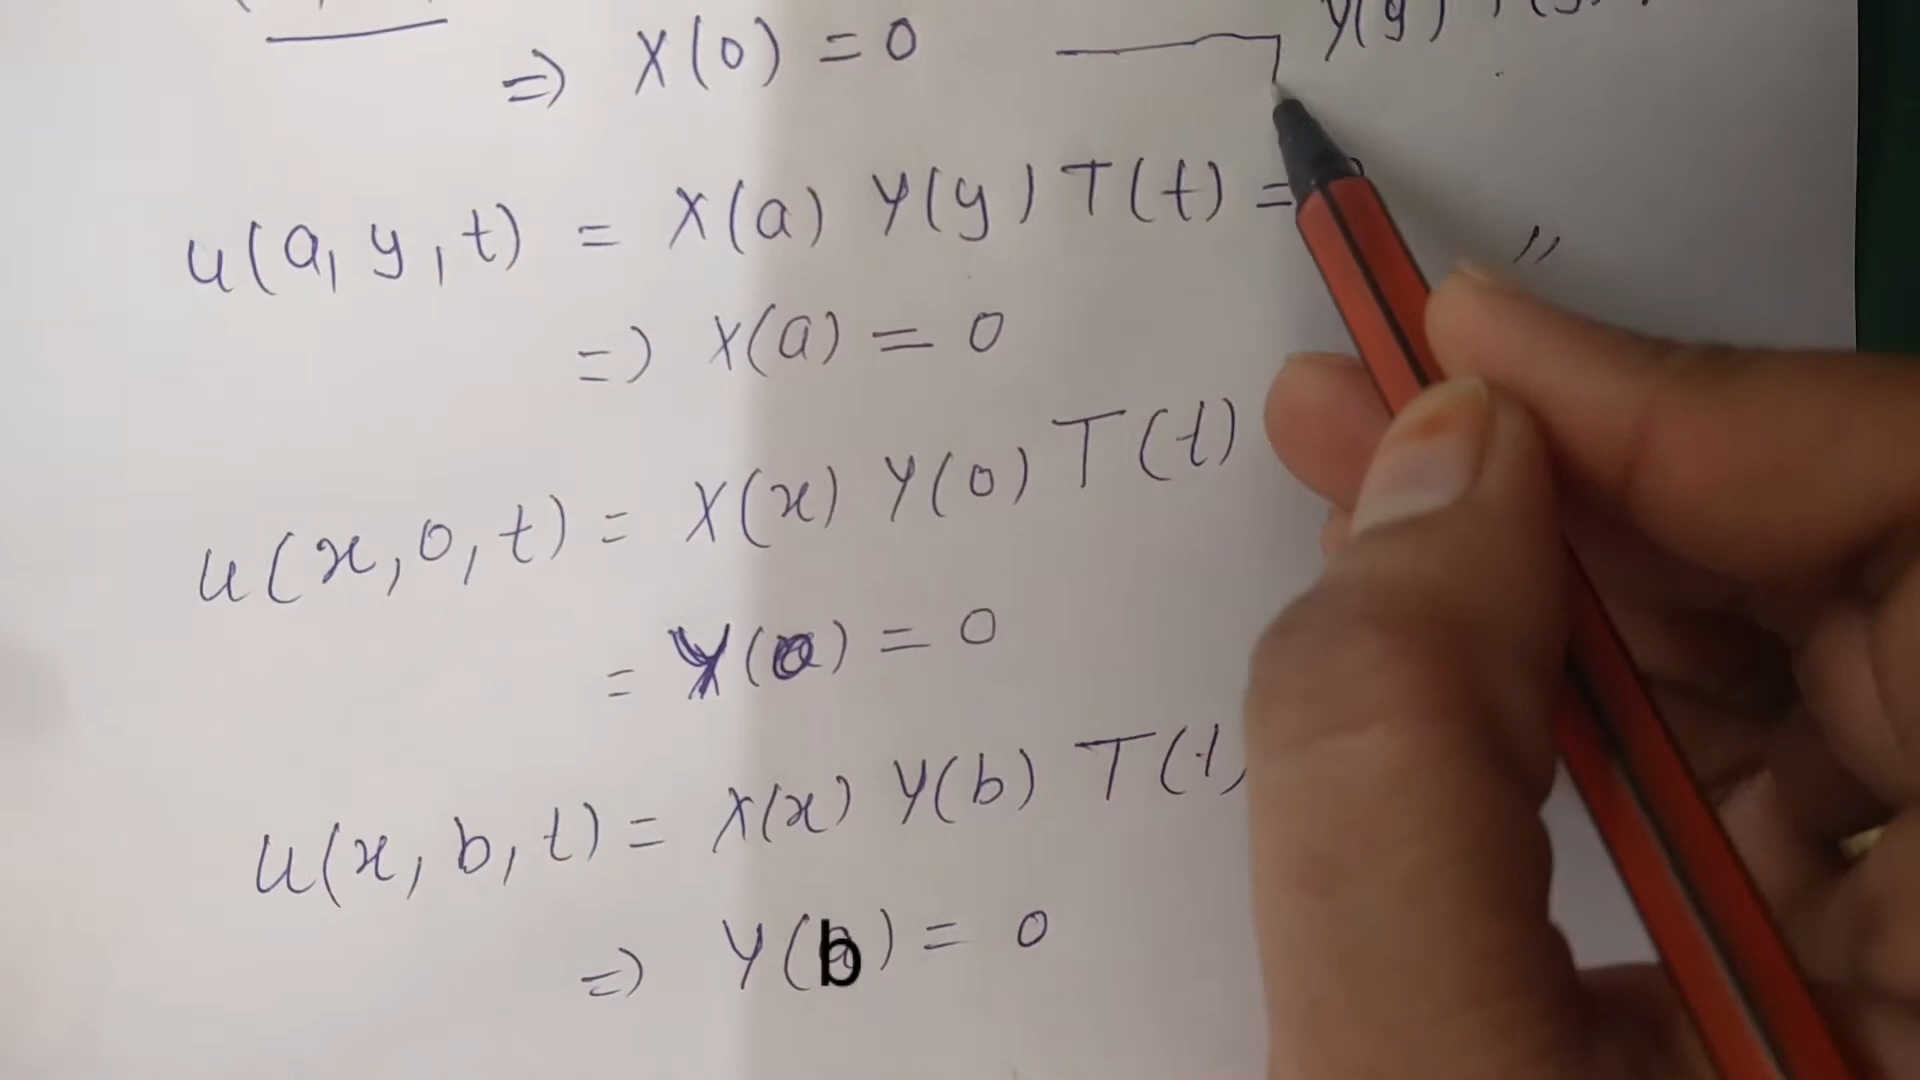 ⇒ X(0) = 0
Y(y)
u(a, y, t) = X(a) Y(y) T(t) =
⇒ X(a) = 0
u(x, 0, t) = X(x) Y(0) T(t)
= Y(0) = 0
u(x, b, t) = X(x) Y(b) T(t)
⇒ Y(b) = 0